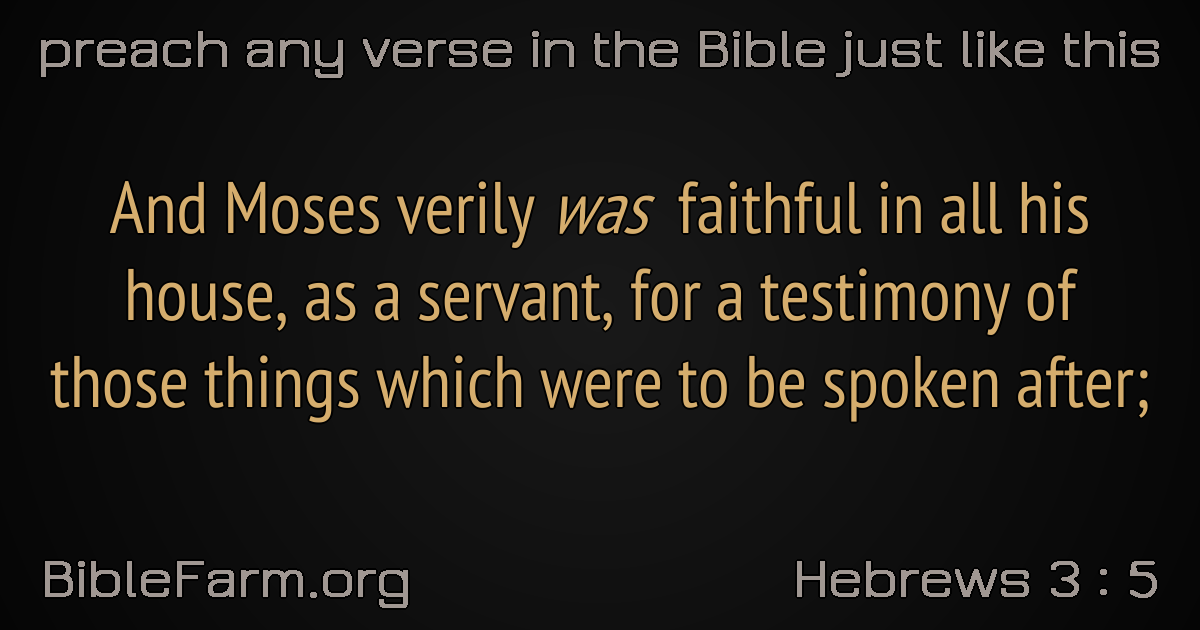 preach any verse in the Bible just like this
And Moses verily was faithful in all his
house, as a servant, for a testimony of
those things which were to be spoken after;
BibleFarm.org
Hebrews 3 : 5